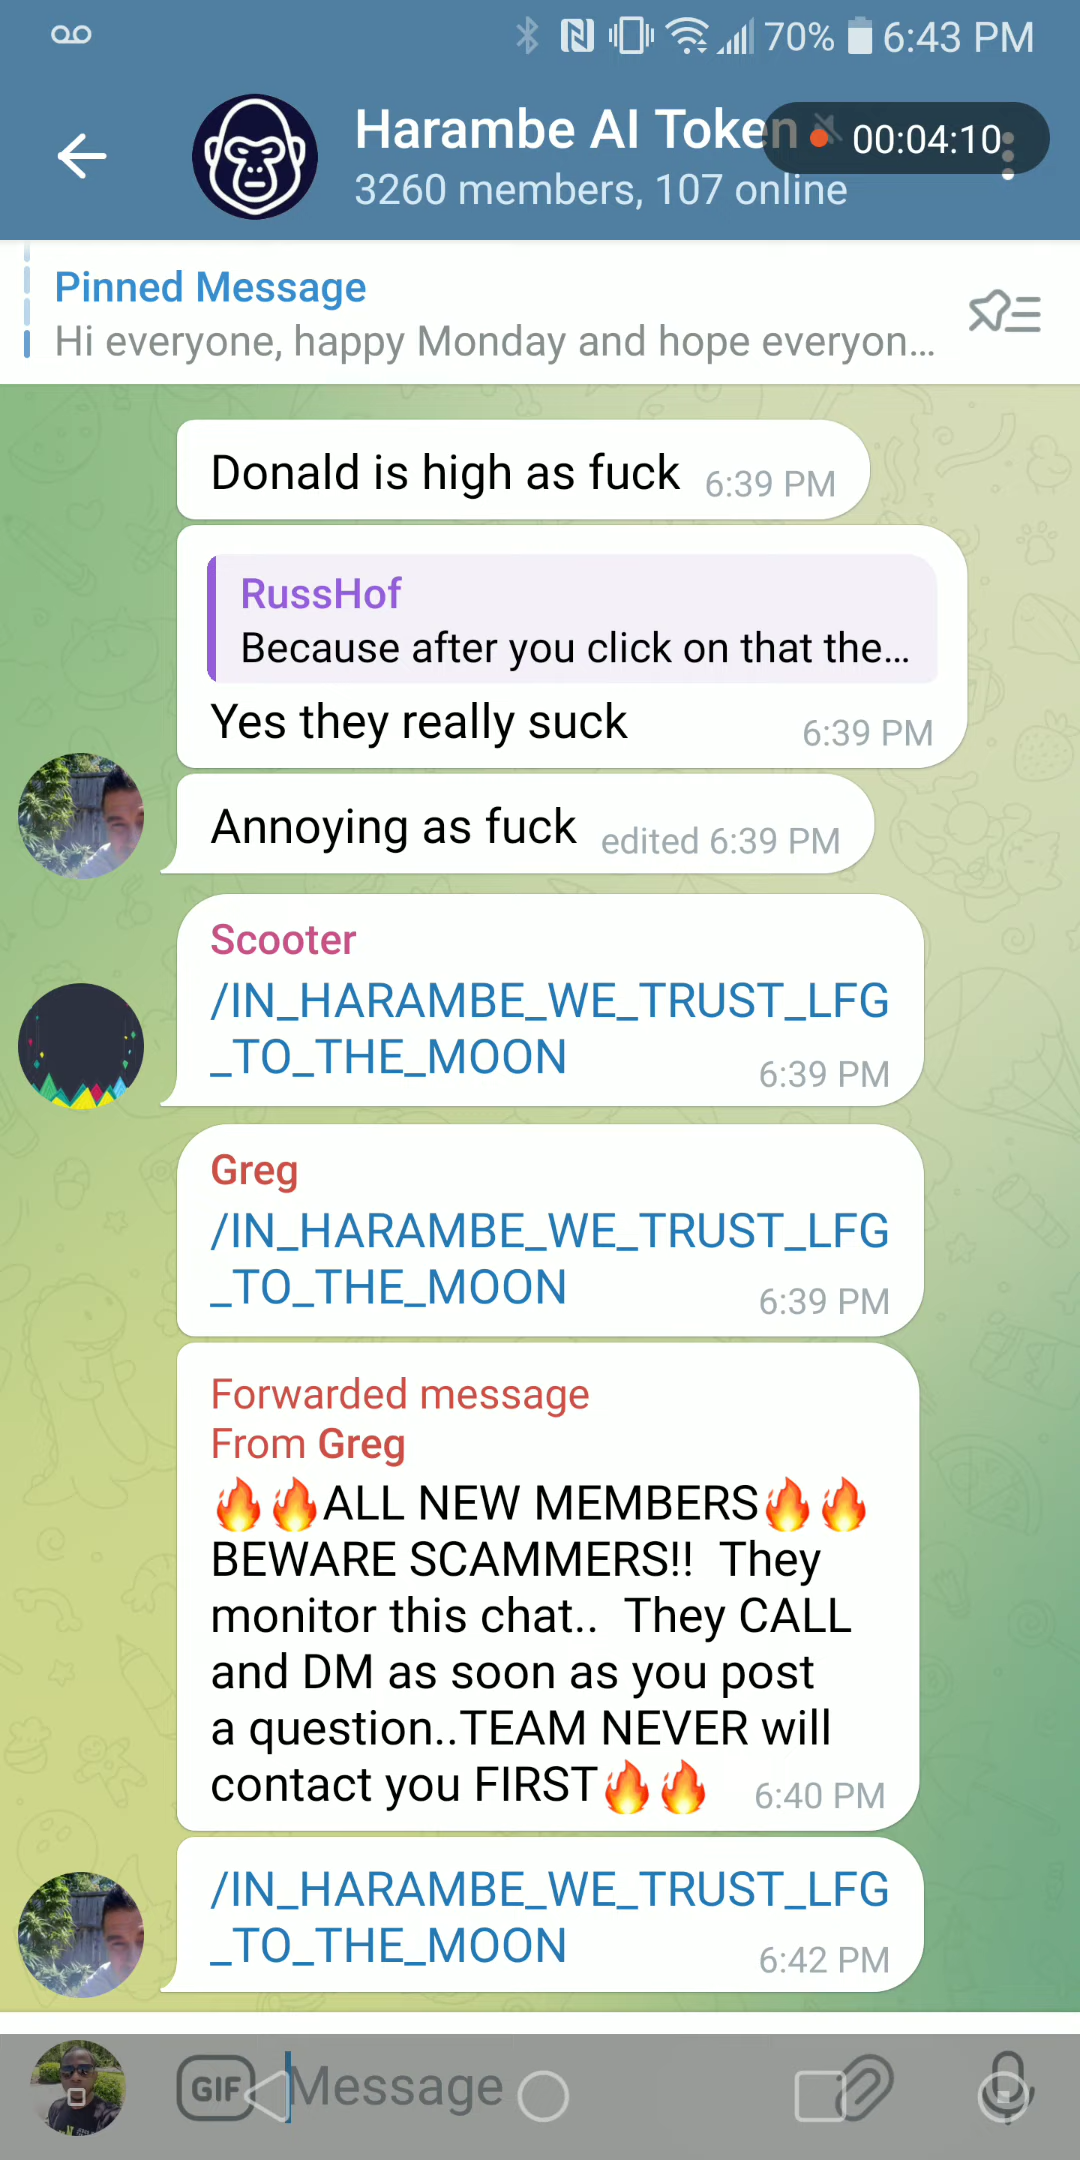 70% 6:43 PM
Harambe AI Token
00:04:10
3260 members, 107 online
Pinned Message
Hi everyone, happy Monday and hope everyon...
Donald is high as fuck 6:39 PM
RussHof
Because after you click on that the...
Yes they really suck 6:39 PM
Annoying as fuck edited 6:39 PM
Scooter
/IN_HARAMBE_WE_TRUST_LFG
_TO_THE_MOON 6:39 PM
Greg
/IN_HARAMBE_WE_TRUST_LFG
_TO_THE_MOON 6:39 PM
Forwarded message
From Greg
🔥🔥ALL NEW MEMBERS🔥🔥
BEWARE SCAMMERS!!  They
monitor this chat..  They CALL
and DM as soon as you post
a question..TEAM NEVER will
contact you FIRST🔥🔥 6:40 PM
/IN_HARAMBE_WE_TRUST_LFG
_TO_THE_MOON 6:42 PM
GIF Message